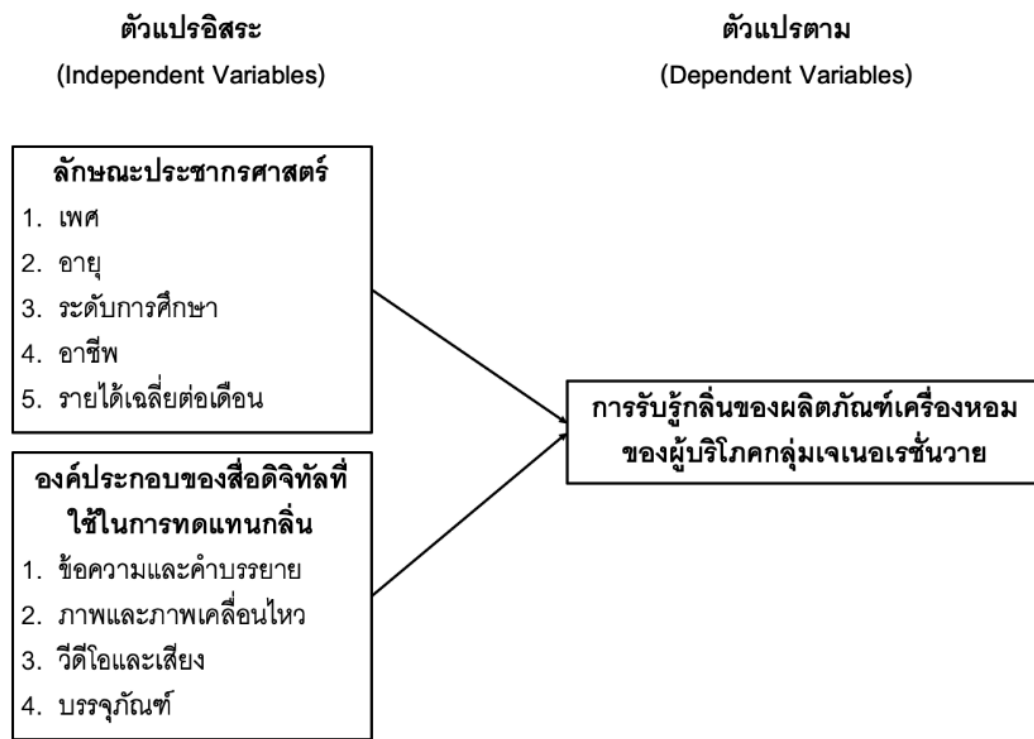 ตัวแปรอิสระ
(Independent Variables)
ตัวแปรตาม
(Dependent Variables)
ลักษณะประชากรศาสตร์
1. เพศ
2. อายุ
3. ระดับการศึกษา
4. อาชีพ
5. รายได้เฉลี่ยต่อเดือน
องค์ประกอบของสื่อดิจิทัลที่
ใช้ในการทดแทนกลิ่น
1. ข้อความและคำบรรยาย
2. ภาพและภาพเคลื่อนไหว
3. วีดีโอและเสียง
4. บรรจุภัณฑ์
การรับรู้กลิ่นของผลิตภัณฑ์เครื่องหอม
ของผู้บริโภคกลุ่มเจเนอเรชั่นวาย